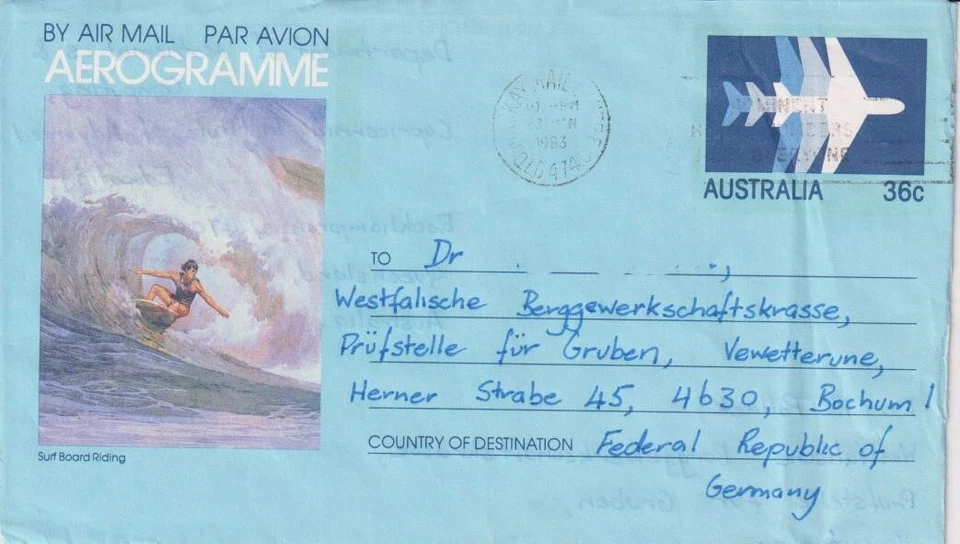 BY AIR MAIL PAR AVION
AEROGRAMME
1983
AUSTRALIA 36c
TO Dr
Westfalische Berggewerkschaftskrasse,
Prüfstelle für Gruben, Vewetterune,
Herner Strabe 45, 4630, Bochum 1
COUNTRY OF DESTINATION Federal Republic of
Germany
Surf Board Riding